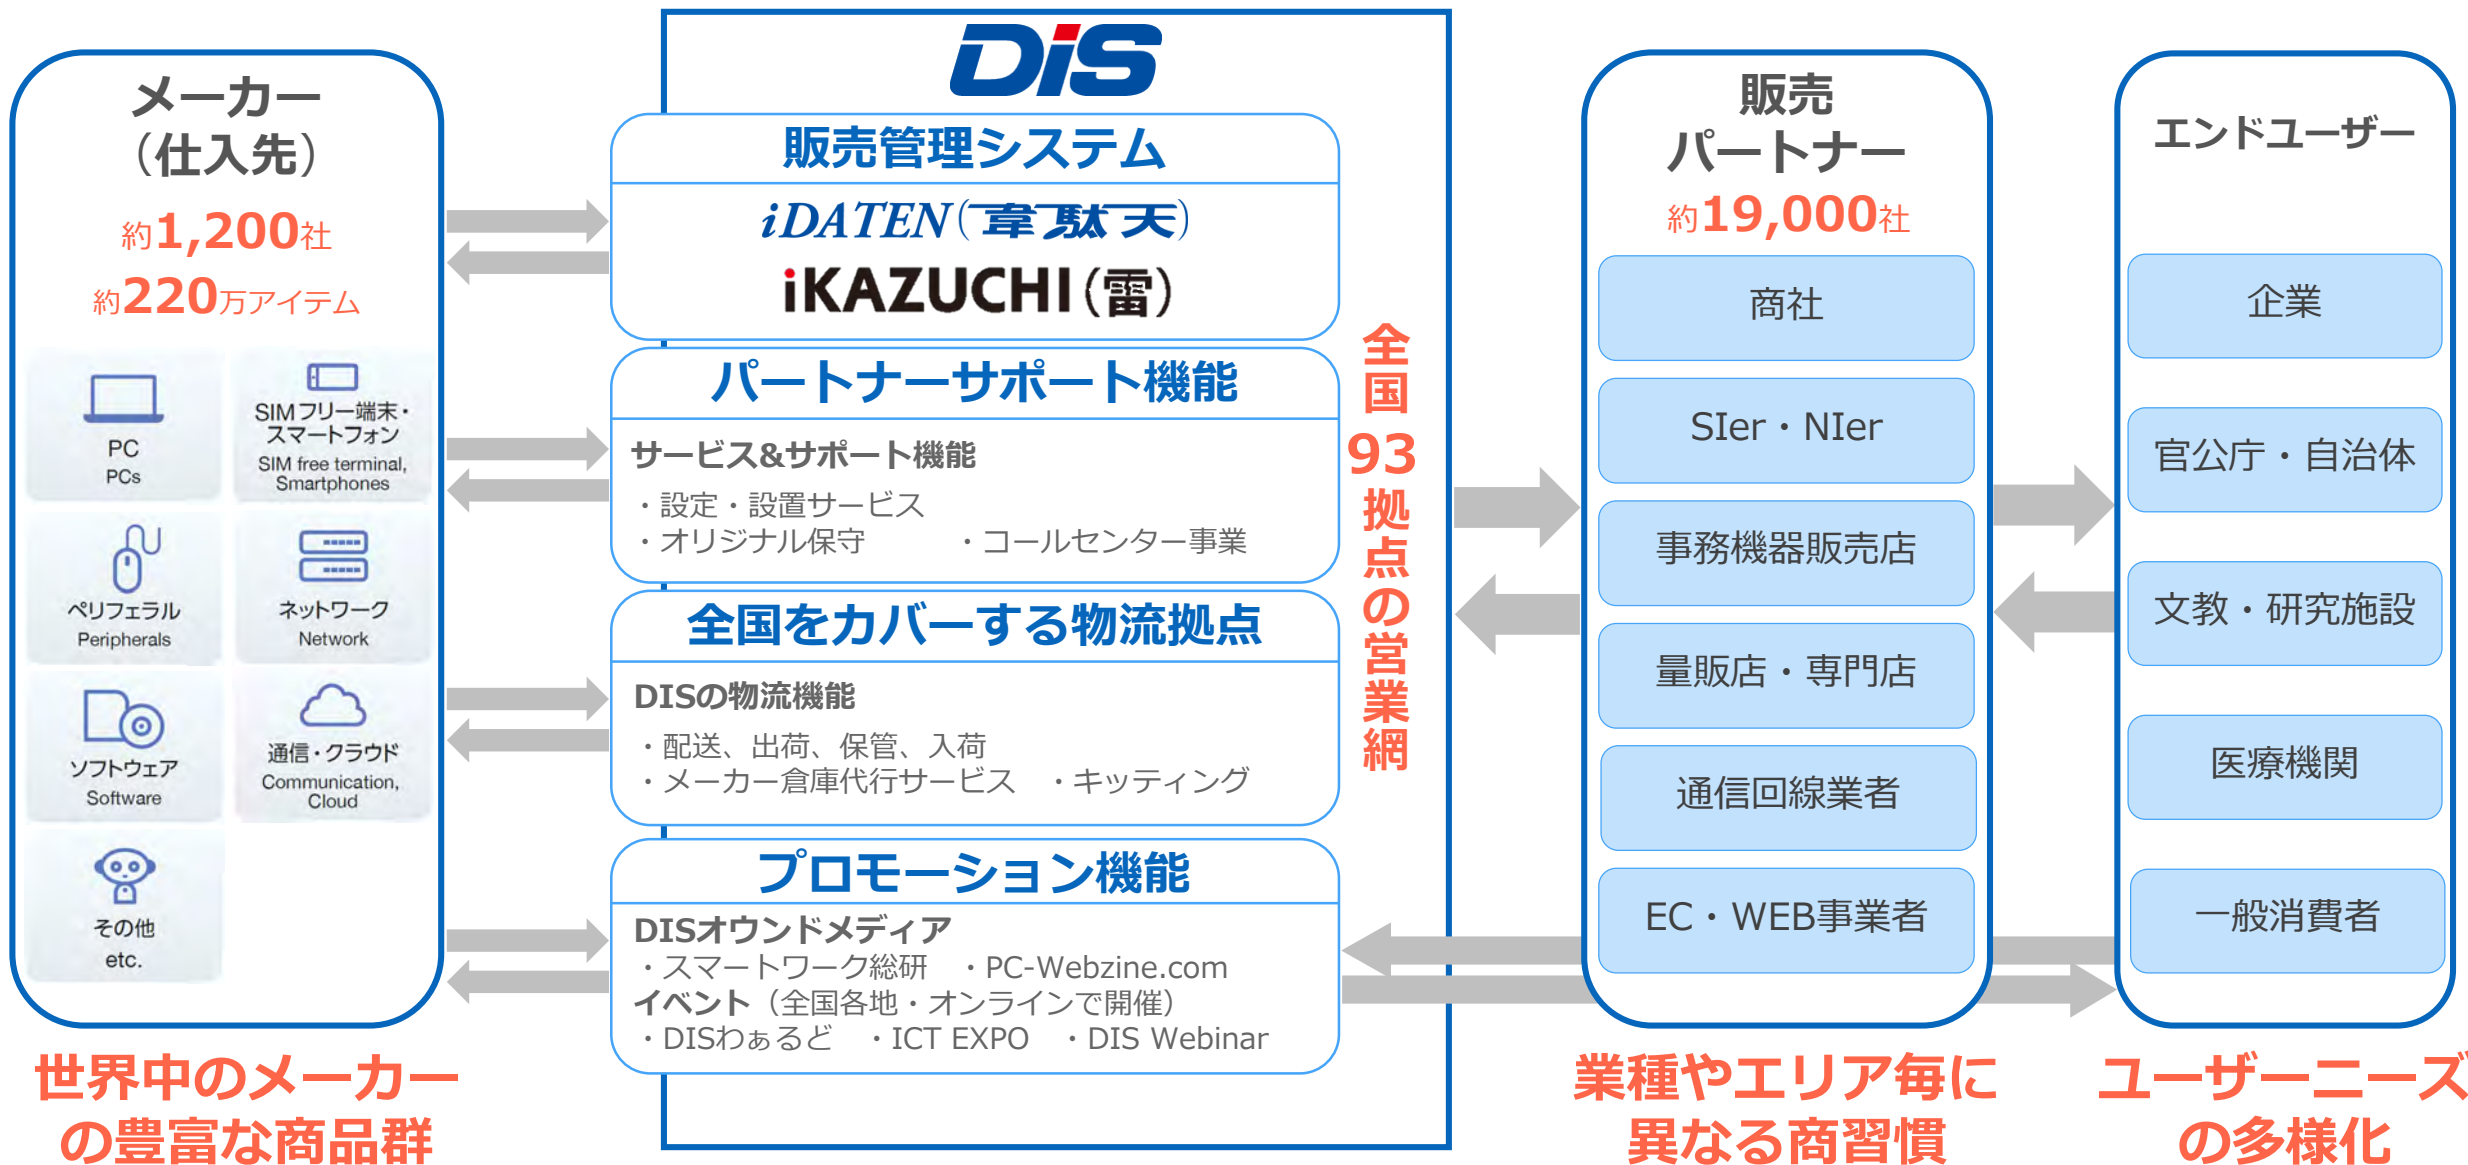 メーカー
（仕入先）
約1,200社
約220万アイテム
PC
PCs
SIMフリー端末・
スマートフォン
SIM free terminal,
Smartphones
ペリフェラル
Peripherals
ネットワーク
Network
ソフトウェア
Software
通信・クラウド
Communication,
Cloud
その他
etc.
世界中のメーカー
の豊富な商品群
DiS
販売管理システム
iDATEN(韋駄天)
iKAZUCHI(雷)
パートナーサポート機能
サービス&サポート機能
・設定・設置サービス
・オリジナル保守　・コールセンター事業
全国をカバーする物流拠点
DISの物流機能
・配送、出荷、保管、入荷
・メーカー倉庫代行サービス　・キッティング
プロモーション機能
DISオウンドメディア
・スマートワーク総研　・PC-Webzine.com
イベント（全国各地・オンラインで開催）
・DISわぁるど　・ICT EXPO　・DIS Webinar
全国93拠点の営業網
販売
パートナー
約19,000社
商社
SIer・NIer
事務機器販売店
量販店・専門店
通信回線業者
EC・WEB事業者
業種やエリア毎に
異なる商習慣
エンドユーザー
企業
官公庁・自治体
文教・研究施設
医療機関
一般消費者
ユーザーニーズ
の多様化